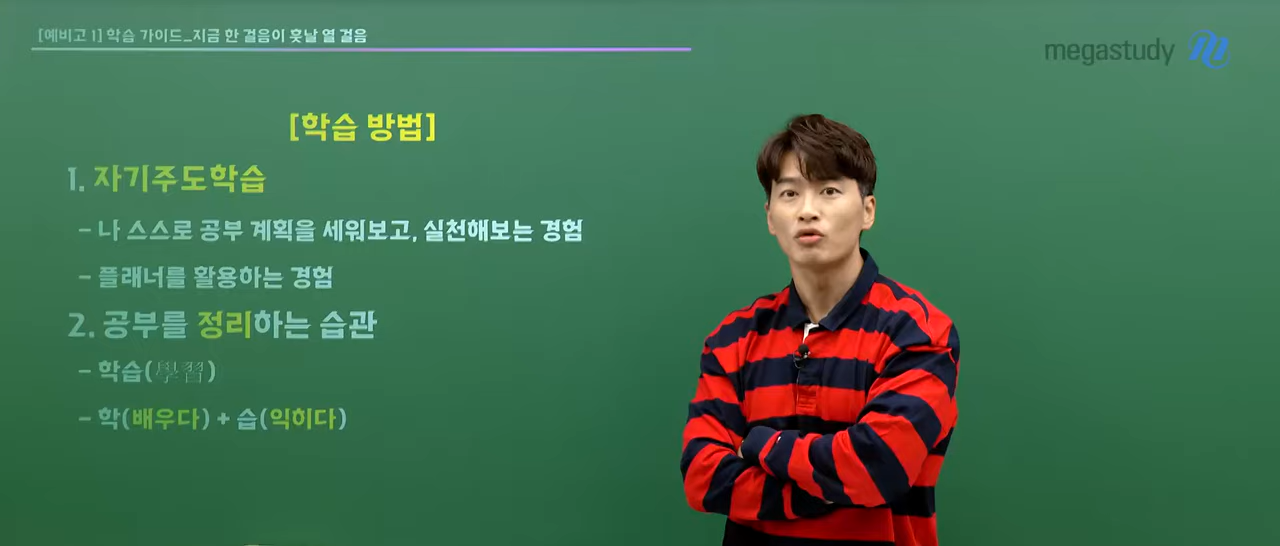 [예비고 1] 학습 가이드_지금 한 걸음이 훗날 열 걸음
megastudy
[학습 방법]
1. 자기주도학습
- 나 스스로 공부 계획을 세워보고, 실천해보는 경험
- 플래너를 활용하는 경험
2. 공부를 정리하는 습관
- 학습(學習)
- 학(배우다) + 습(익히다)